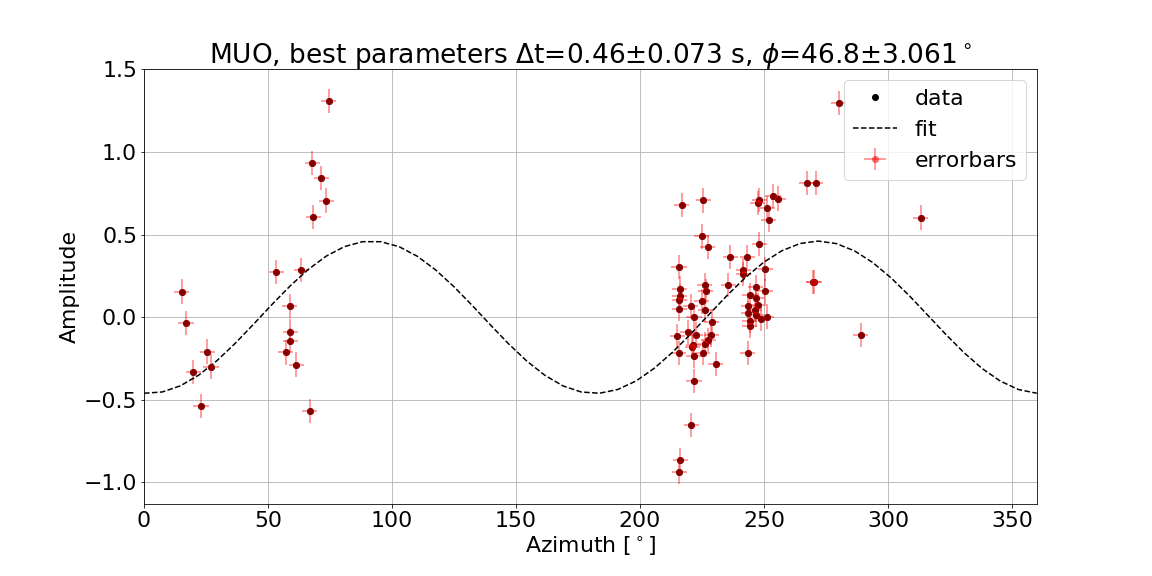 MUO, best parameters Δt=0.46±0.073 s, ϕ=46.8±3.061°
1.5
1.0
0.5
0.0
−0.5
−1.0
Amplitude
data
fit
errorbars
0 50 100 150 200 250 300 350
Azimuth [°]